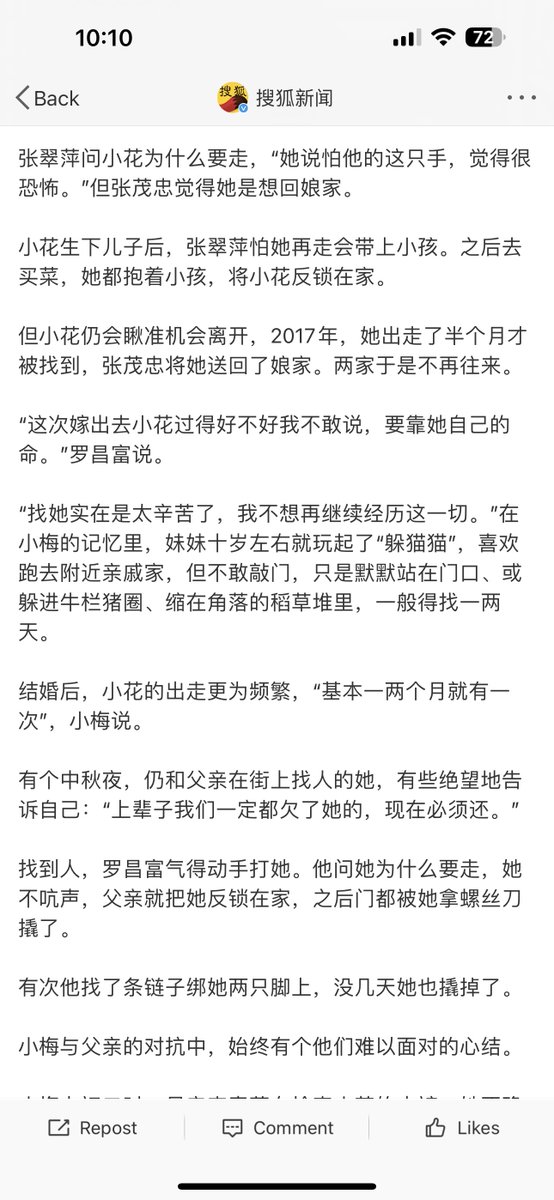 10:10
72
Back
搜狐
搜狐新闻
张翠萍问小花为什么要走，“她说怕他的这只手，觉得很
恐怖。”但张茂忠觉得她是想回娘家。
小花生下儿子后，张翠萍怕她再走会带上小孩。之后去
买菜，她都抱着小孩，将小花反锁在家。
但小花仍会瞅准机会离开，2017年，她出走了半个月才
被找到，张茂忠将她送回了娘家。两家于是不再往来。
“这次嫁出去小花过得好不好我不敢说，要靠她自己的
命。”罗昌富说。
“找她实在是太辛苦了，我不想再继续经历这一切。”在
小梅的记忆里，妹妹十岁左右就玩起了“躲猫猫”，喜欢
跑去附近亲戚家，但不敢敲门，只是默默站在门口、或
躲进牛栏猪圈、缩在角落的稻草堆里，一般得找一两
天。
结婚后，小花的出走更为频繁，“基本一两个月就有一
次”，小梅说。
有个中秋夜，仍和父亲在街上找人的她，有些绝望地告
诉自己：“上辈子我们一定都欠了她的，现在必须还。”
找到人，罗昌富气得动手打她。他问她为什么要走，她
不吭声，父亲就把她反锁在家，之后门都被她拿螺丝刀
撬了。
有次他找了条链子绑她两只脚上，没几天她也撬掉了。
小梅与父亲的对抗中，始终有个他们难以面对的心结。
Repost
Comment
Likes